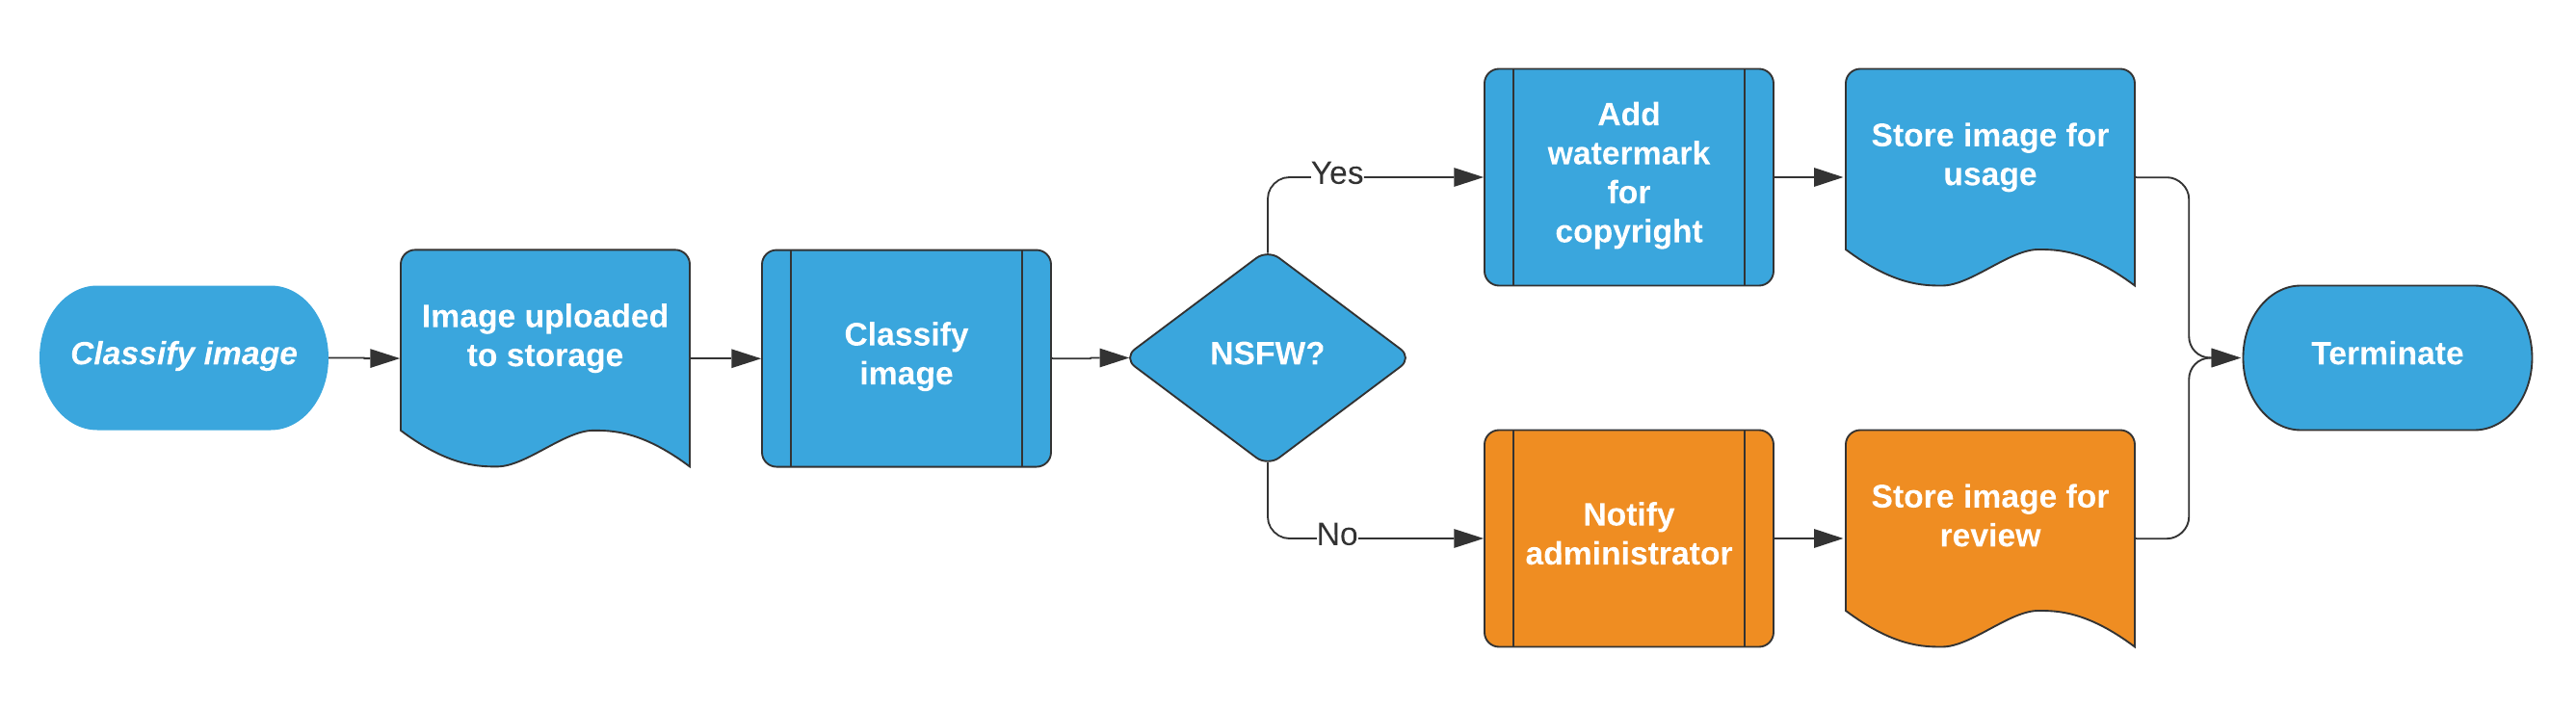 Classify image
Image uploaded
to storage
Classify
image
NSFW?
Yes
Add
watermark
for
copyright
Store image for
usage
No
Notify
administrator
Store image for
review
Terminate